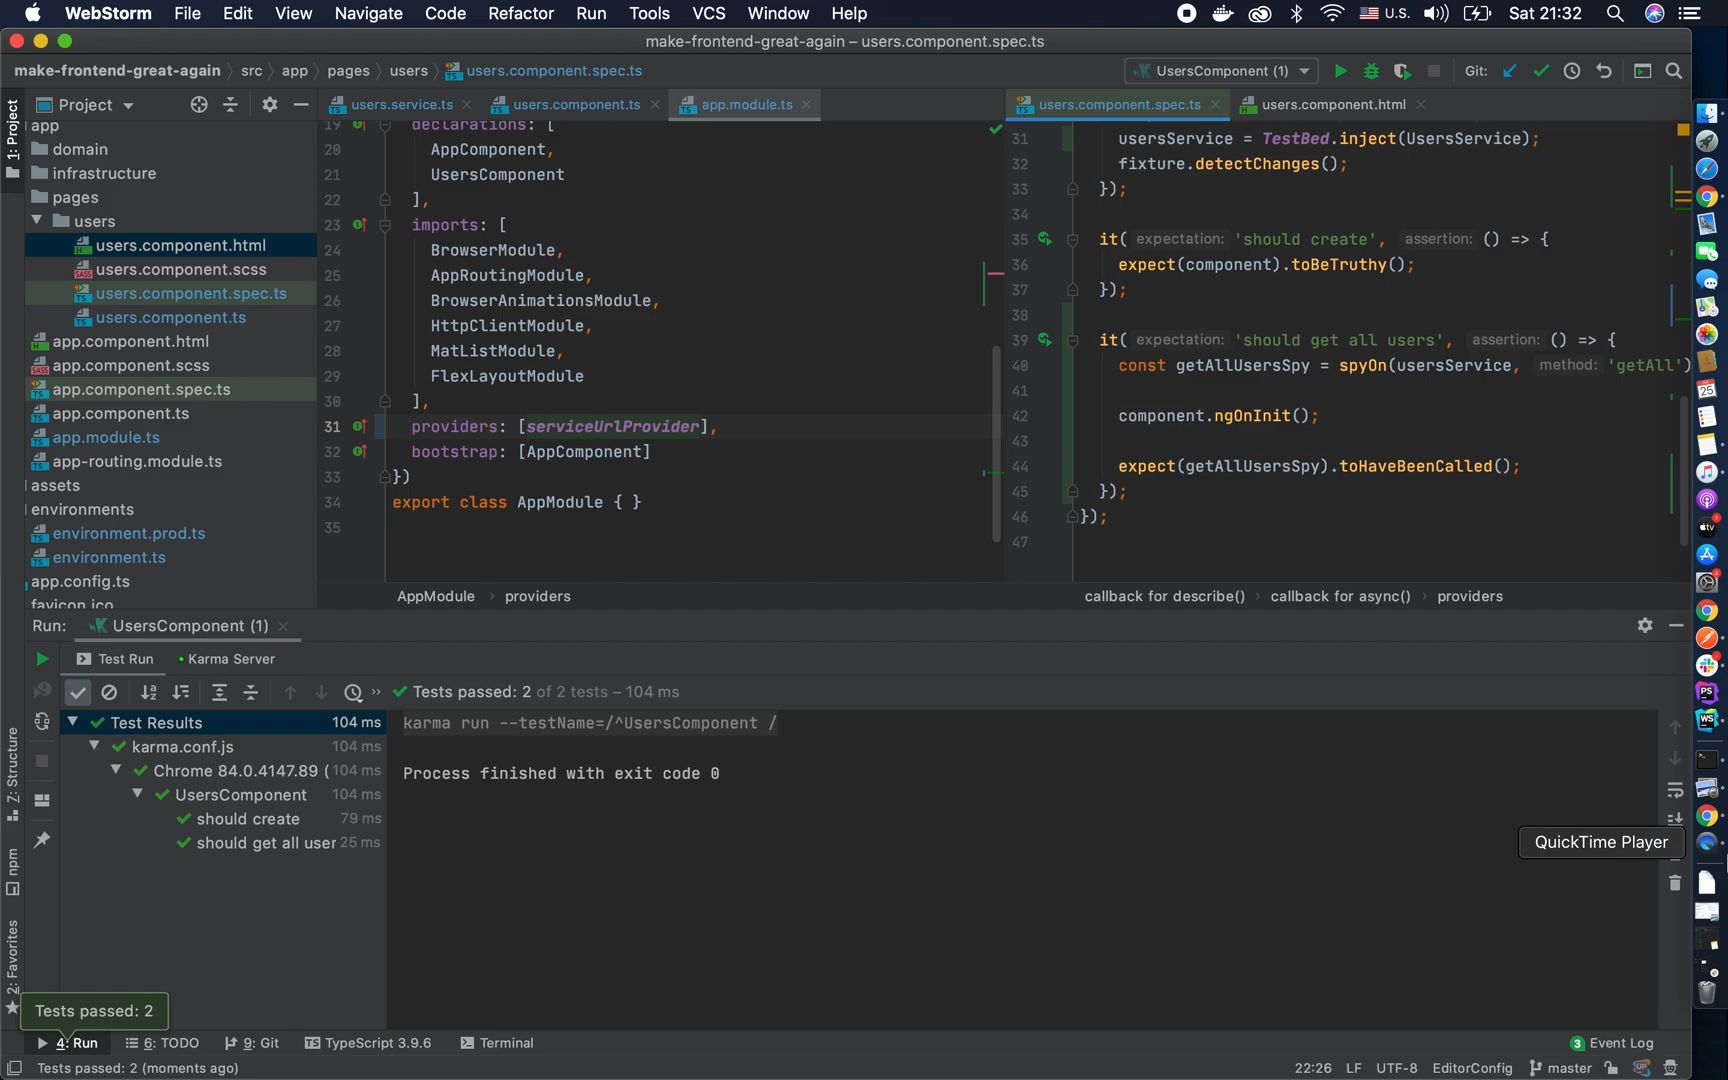 WebStorm File Edit View Navigate Code Refactor Run Tools VCS Window Help U.S. Sat 21:32
make-frontend-great-again – users.component.spec.ts
make-frontend-great-again src app pages users users.component.spec.ts UsersComponent (1) Git:
1: Project
Project
users.service.ts users.component.ts app.module.ts users.component.spec.ts users.component.html
app
domain
infrastructure
pages
users
users.component.html
users.component.scss
users.component.spec.ts
users.component.ts
app.component.html
app.component.scss
app.component.spec.ts
app.component.ts
app.module.ts
app-routing.module.ts
assets
environments
environment.prod.ts
environment.ts
app.config.ts
favicon.ico
19 declarations: [
20 AppComponent,
21 UsersComponent
22 ],
23 imports: [
24 BrowserModule,
25 AppRoutingModule,
26 BrowserAnimationsModule,
27 HttpClientModule,
28 MatListModule,
29 FlexLayoutModule
30 ],
31 providers: [serviceUrlProvider],
32 bootstrap: [AppComponent]
33 })
34 export class AppModule { }
35
AppModule providers
31 usersService = TestBed.inject(UsersService);
32 fixture.detectChanges();
33 });
34
35 it( expectation: 'should create', assertion: () => {
36 expect(component).toBeTruthy();
37 });
38
39 it( expectation: 'should get all users', assertion: () => {
40 const getAllUsersSpy = spyOn(usersService, method: 'getAll')
41
42 component.ngOnInit();
43
44 expect(getAllUsersSpy).toHaveBeenCalled();
45 });
46 });
47
callback for describe() callback for async() providers
Run: UsersComponent (1)
Test Run Karma Server
Tests passed: 2 of 2 tests – 104 ms
Test Results 104 ms
karma.conf.js 104 ms
Chrome 84.0.4147.89 ( 104 ms
UsersComponent 104 ms
should create 79 ms
should get all user 25 ms
karma run --testName=/^UsersComponent /
Process finished with exit code 0
QuickTime Player
Z: Structure
npm
2: Favorites
Tests passed: 2
4: Run 6: TODO 9: Git TypeScript 3.9.6 Terminal 3 Event Log
Tests passed: 2 (moments ago) 22:26 LF UTF-8 EditorConfig master